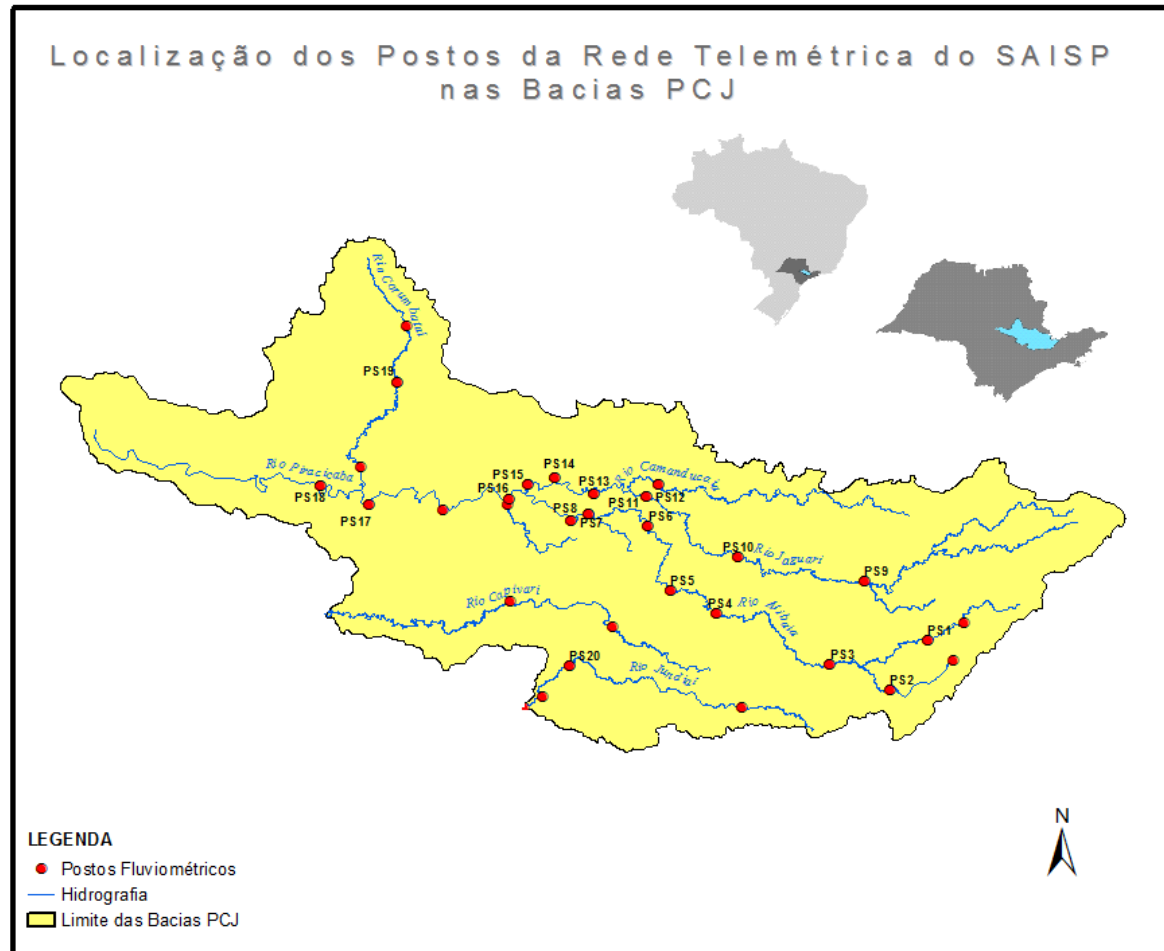 Localização dos Postos da Rede Telemétrica do SAISP
nas Bacias PCJ
Rio Corumbataí
PS19
Rio Piracicaba
PS18
PS17
PS16
PS15
PS14
PS13
Rio Camanducaia
PS8
PS7
PS11
PS12
PS6
PS10
Rio Jaguari
PS9
PS5
PS4
Rio Atibaia
Rio Capivari
PS1
PS3
PS2
PS20
Rio Jundiaí
N
LEGENDA
Postos Fluviométricos
Hidrografia
Limite das Bacias PCJ